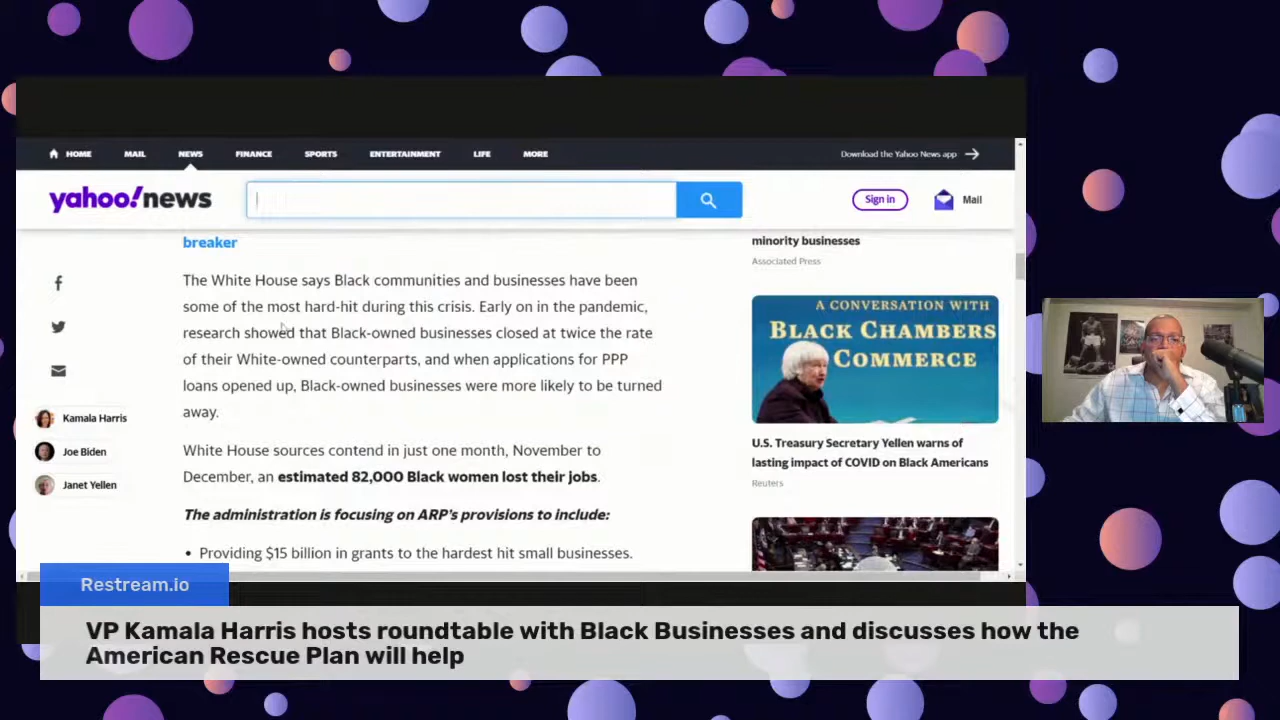 HOME MAIL NEWS FINANCE SPORTS ENTERTAINMENT LIFE MORE Download the Yahoo News app
yahoo!news Sign in Mail
breaker
The White House says Black communities and businesses have been
some of the most hard-hit during this crisis. Early on in the pandemic,
research showed that Black-owned businesses closed at twice the rate
of their White-owned counterparts, and when applications for PPP
loans opened up, Black-owned businesses were more likely to be turned
away.
White House sources contend in just one month, November to
December, an estimated 82,000 Black women lost their jobs.
The administration is focusing on ARP's provisions to include:
• Providing $15 billion in grants to the hardest hit small businesses.
Kamala Harris
Joe Biden
Janet Yellen
minority businesses
Associated Press
A CONVERSATION WITH
BLACK CHAMBERS
COMMERCE
U.S. Treasury Secretary Yellen warns of
lasting impact of COVID on Black Americans
Reuters
Restream.io
VP Kamala Harris hosts roundtable with Black Businesses and discusses how the
American Rescue Plan will help